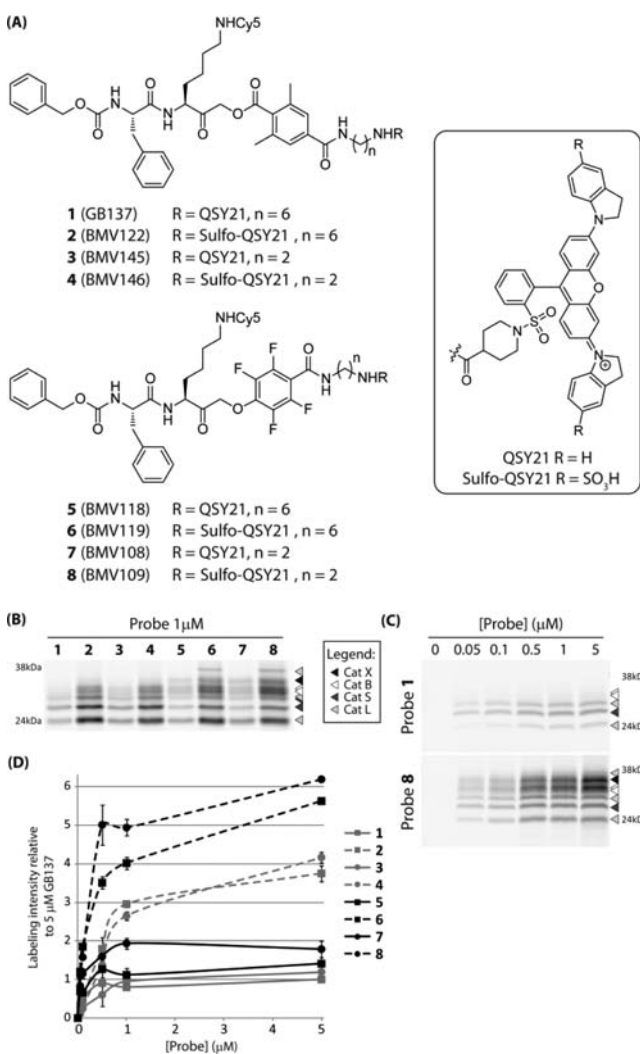 (A)
NHCy5
O
O
N
H
O
H
N
O
O
O
O
N
H
n
NHR
1 (GB137) R = QSY21, n = 6
2 (BMV122) R = Sulfo-QSY21 , n = 6
3 (BMV145) R = QSY21, n = 2
4 (BMV146) R = Sulfo-QSY21 , n = 2
NHCy5
O
O
N
H
O
H
N
O
O
F
F
F
F
O
N
H
n
NHR
5 (BMV118) R = QSY21, n = 6
6 (BMV119) R = Sulfo-QSY21 , n = 6
7 (BMV108) R = QSY21, n = 2
8 (BMV109) R = Sulfo-QSY21 , n = 2
R
N
O
O
S
O
N
N
⊕
O
R
QSY21 R = H
Sulfo-QSY21 R = SO3H
(B)
Probe 1µM
1 2 3 4 5 6 7 8
38kDa
24kDa
Legend:
Cat X
Cat B
Cat S
Cat L
(C)
[Probe] (µM)
0 0.05 0.1 0.5 1 5
Probe 1
38kDa
24kDa
Probe 8
38kDa
24kDa
(D)
Labeling intensity relative
to 5 µM GB137
6
5
4
3
2
1
0
0 1 2 3 4 5
[Probe] (µM)
1
2
3
4
5
6
7
8